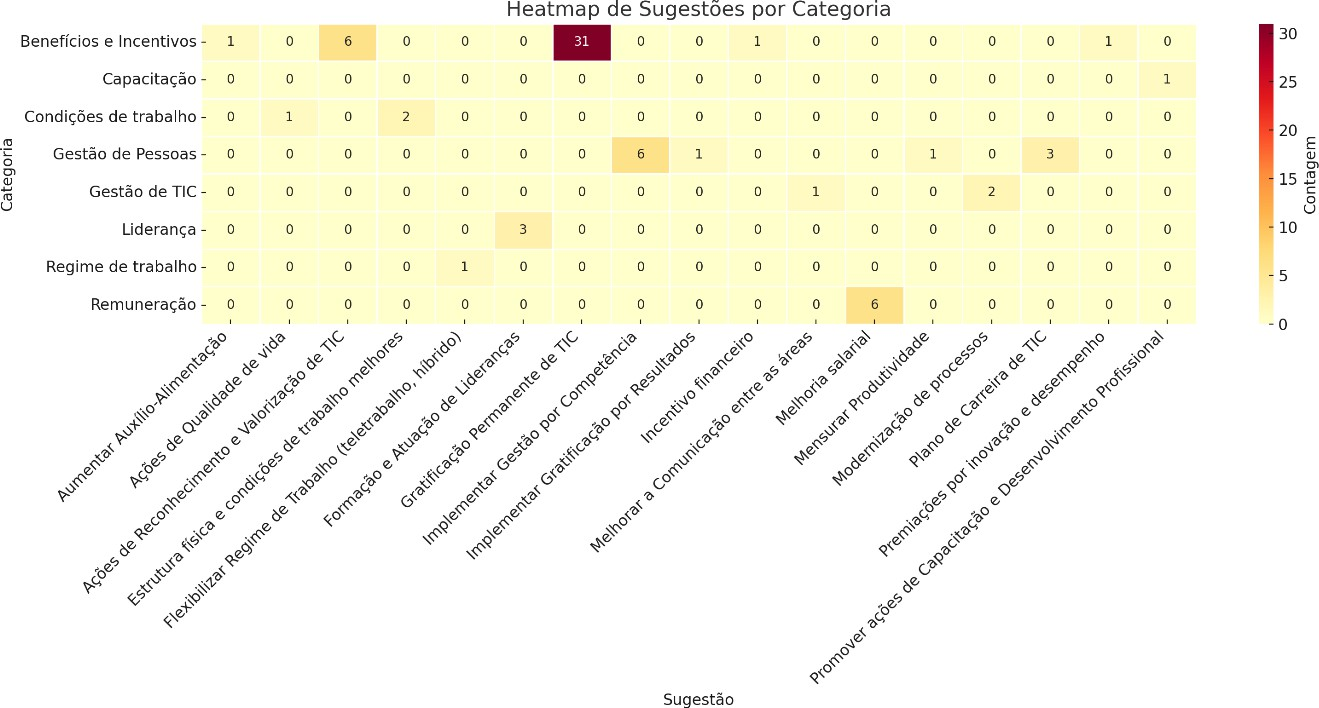 Heatmap de Sugestões por Categoria
Categoria
Benefícios e Incentivos 1 0 6 0 0 0 31 0 0 1 0 0 0 0 0 1 0
Capacitação 0 0 0 0 0 0 0 0 0 0 0 0 0 0 0 0 1
Condições de trabalho 0 1 0 2 0 0 0 0 0 0 0 0 0 0 0 0 0
Gestão de Pessoas 0 0 0 0 0 0 0 6 1 0 0 0 1 0 3 0 0
Gestão de TIC 0 0 0 0 0 0 0 0 0 0 1 0 0 2 0 0 0
Liderança 0 0 0 0 0 3 0 0 0 0 0 0 0 0 0 0 0
Regime de trabalho 0 0 0 0 1 0 0 0 0 0 0 0 0 0 0 0 0
Remuneração 0 0 0 0 0 0 0 0 0 0 0 6 0 0 0 0 0
Aumentar Auxílio-Alimentação
Ações de Qualidade de vida
Ações de Reconhecimento e Valorização de TIC
Estrutura física e condições de trabalho melhores
Flexibilizar Regime de Trabalho (teletrabalho, híbrido)
Formação e Atuação de Lideranças
Gratificação Permanente de TIC
Implementar Gestão por Competência
Implementar Gratificação por Resultados
Incentivo financeiro
Melhorar a Comunicação entre as áreas
Melhoria salarial
Mensurar Produtividade
Modernização de processos
Plano de Carreira de TIC
Premiações por inovação e desempenho
Promover ações de Capacitação e Desenvolvimento Profissional
Sugestão
30
25
20
15
10
5
0
Contagem